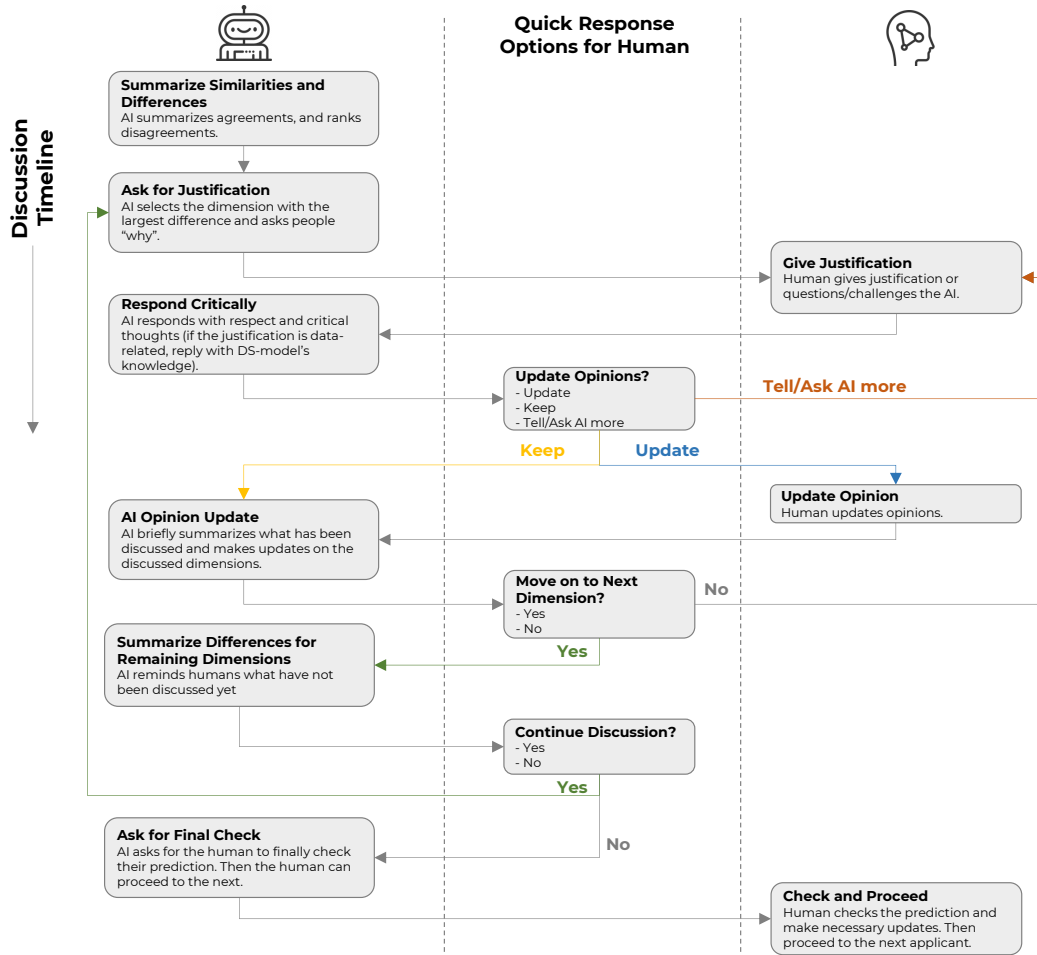 Quick Response
Options for Human
Discussion
Timeline
Summarize Similarities and
Differences
AI summarizes agreements, and ranks
disagreements.
Ask for Justification
AI selects the dimension with the
largest difference and asks people
“why”.
Give Justification
Human gives justification or
questions/challenges the AI.
Respond Critically
AI responds with respect and critical
thoughts (if the justification is data-
related, reply with DS-model’s
knowledge).
Update Opinions?
- Update
- Keep
- Tell/Ask AI more
Tell/Ask AI more
Keep
Update
Update Opinion
Human updates opinions.
AI Opinion Update
AI briefly summarizes what has been
discussed and makes updates on the
discussed dimensions.
Move on to Next
Dimension?
- Yes
- No
No
Yes
Summarize Differences for
Remaining Dimensions
AI reminds humans what have not
been discussed yet
Continue Discussion?
- Yes
- No
Yes
No
Ask for Final Check
AI asks for the human to finally check
their prediction. Then the human can
proceed to the next.
Check and Proceed
Human checks the prediction and
make necessary updates. Then
proceed to the next applicant.